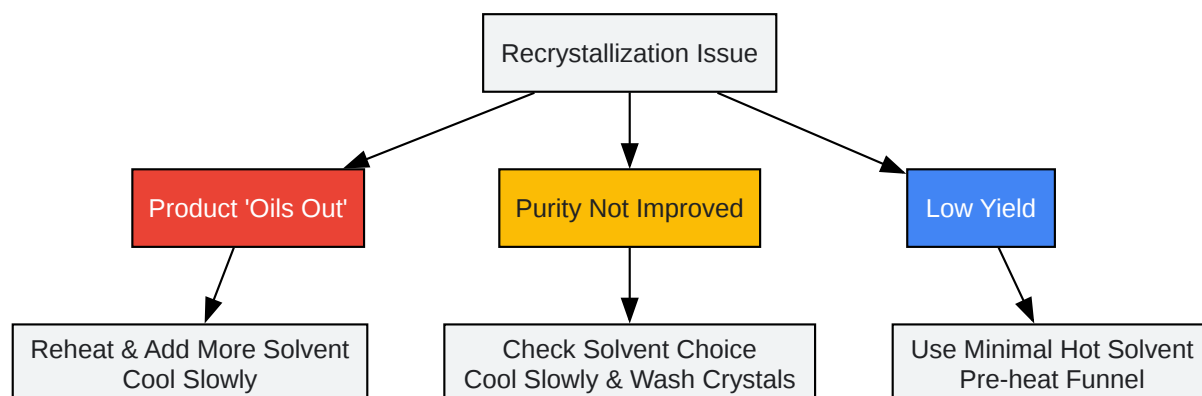 Recrystallization Issue
Product 'Oils Out'
Purity Not Improved
Low Yield
Reheat & Add More Solvent
Cool Slowly
Check Solvent Choice
Cool Slowly & Wash Crystals
Use Minimal Hot Solvent
Pre-heat Funnel